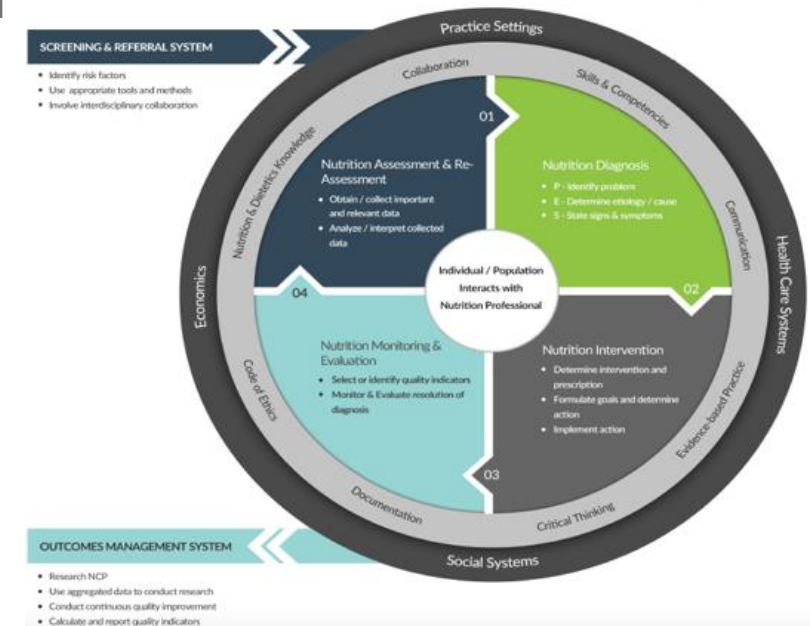 Practice Settings
SCREENING & REFERRAL SYSTEM
• Identify risk factors
• Use appropriate tools and methods
• Involve interdisciplinary collaboration
Collaboration
Skills & Competencies
01
Nutrition & Dietetics Knowledge
Nutrition Assessment & Re-
Assessment
• Obtain / collect important
and relevant data
• Analyze / interpret collected
data
Nutrition Diagnosis
• P - Identify problem
• E - Determine etiology / cause
• S - State signs & symptoms
Communication
Health Care Systems
Economics
Individual / Population
Interacts with
Nutrition Professional
04
02
Nutrition Monitoring &
Evaluation
• Select or identify quality indicators
• Monitor & Evaluate resolution of
diagnosis
Nutrition Intervention
• Determine intervention and
prescription
• Formulate goals and determine
action
• Implement action
Code of Ethics
Evidence-based Practice
03
Documentation
Critical Thinking
Social Systems
OUTCOMES MANAGEMENT SYSTEM
• Research NCP
• Use aggregated data to conduct research
• Conduct continuous quality improvement
• Calculate and report quality indicators